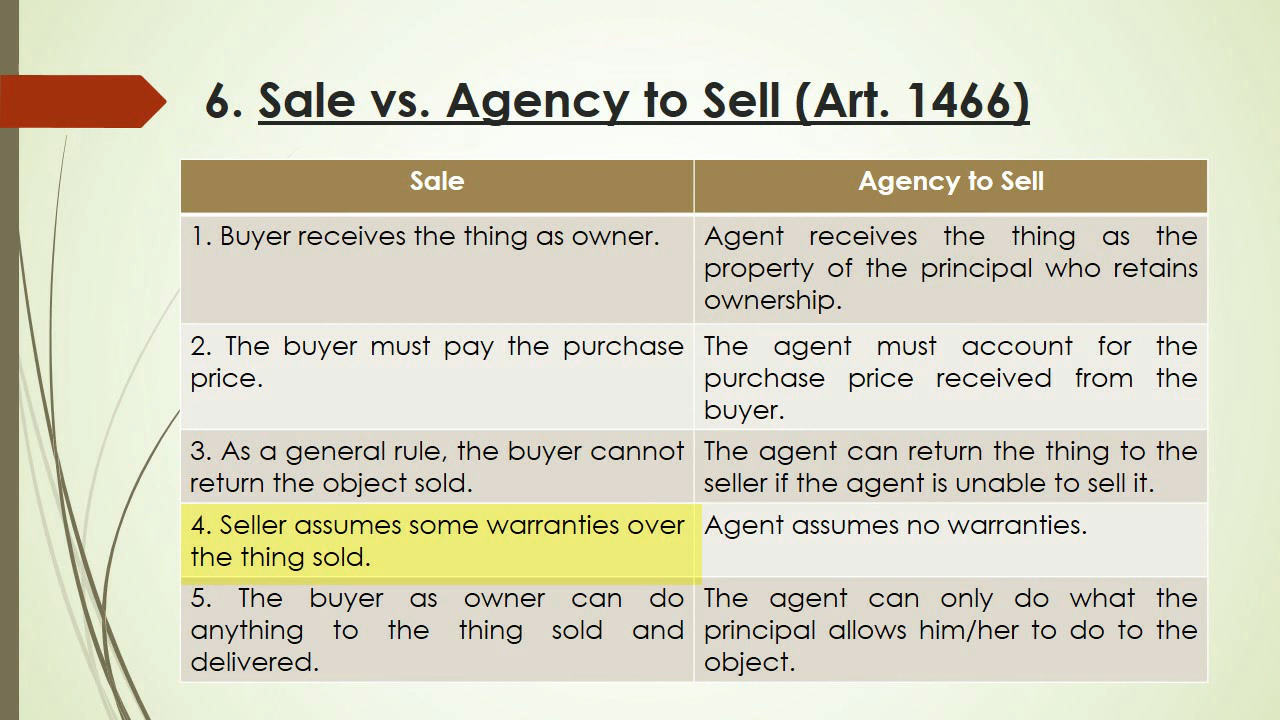 6. Sale vs. Agency to Sell (Art. 1466)
Sale
Agency to Sell
1. Buyer receives the thing as owner.
Agent receives the thing as the
property of the principal who retains
ownership.
2. The buyer must pay the purchase
price.
The agent must account for the
purchase price received from the
buyer.
3. As a general rule, the buyer cannot
return the object sold.
The agent can return the thing to the
seller if the agent is unable to sell it.
4. Seller assumes some warranties over
the thing sold.
Agent assumes no warranties.
5. The buyer as owner can do
anything to the thing sold and
delivered.
The agent can only do what the
principal allows him/her to do to the
object.